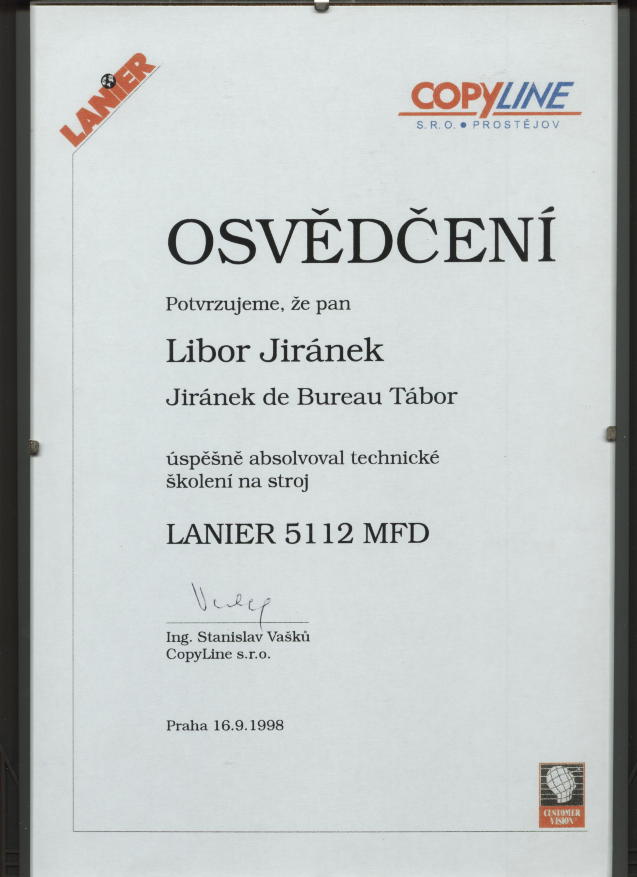 LANIER
COPYLINE
S.R.O. • PROSTĚJOV
OSVĚDČENÍ
Potvrzujeme, že pan
Libor Jiránek
Jiránek de Bureau Tábor
úspěšně absolvoval technické
školení na stroj
LANIER 5112 MFD
Ing. Stanislav Vašků
CopyLine s.r.o.
Praha 16.9.1998
CUSTOMER
VISION